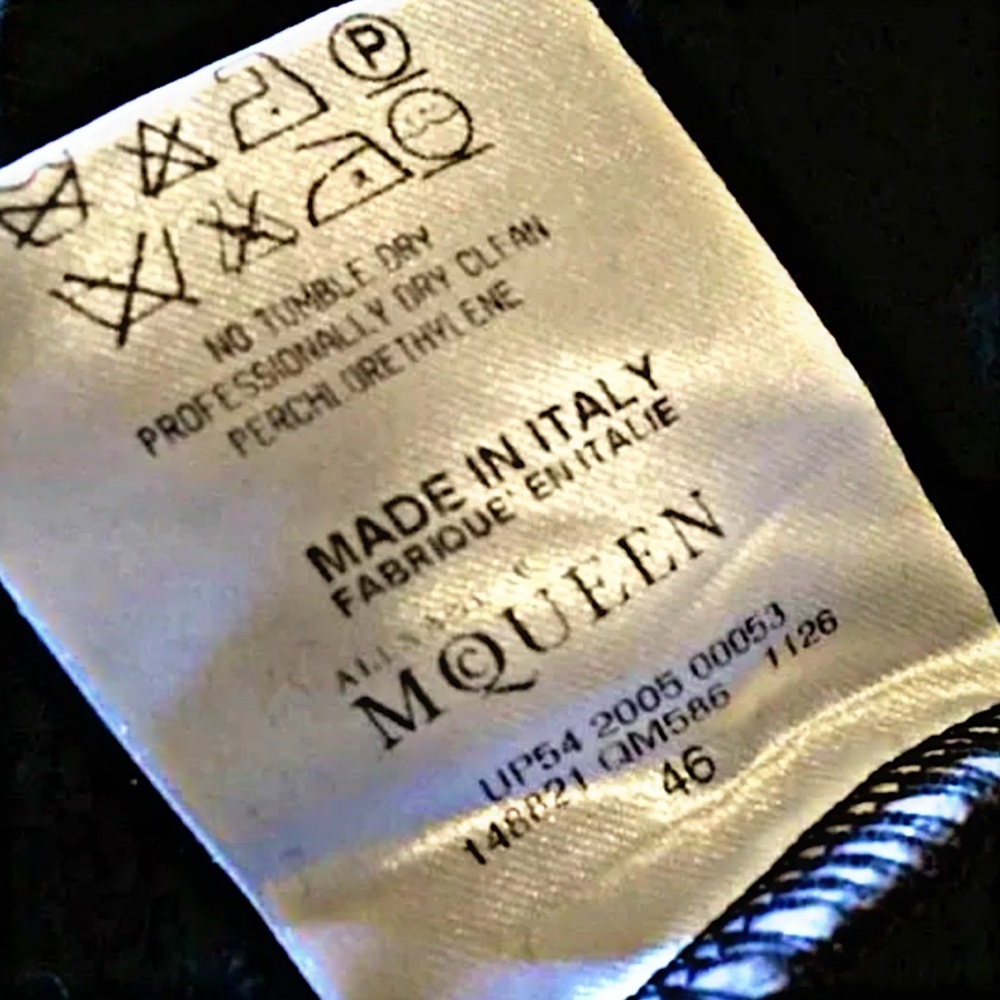 P
NO TUMBLE DRY
PROFESSIONALLY DRY CLEAN
PERCHLORETHYLENE
MADE IN ITALY
FABRIQUE' EN ITALIE
ALEXANDER
McQUEEN
UP54 2005 00053
148821 QM586 1126
46